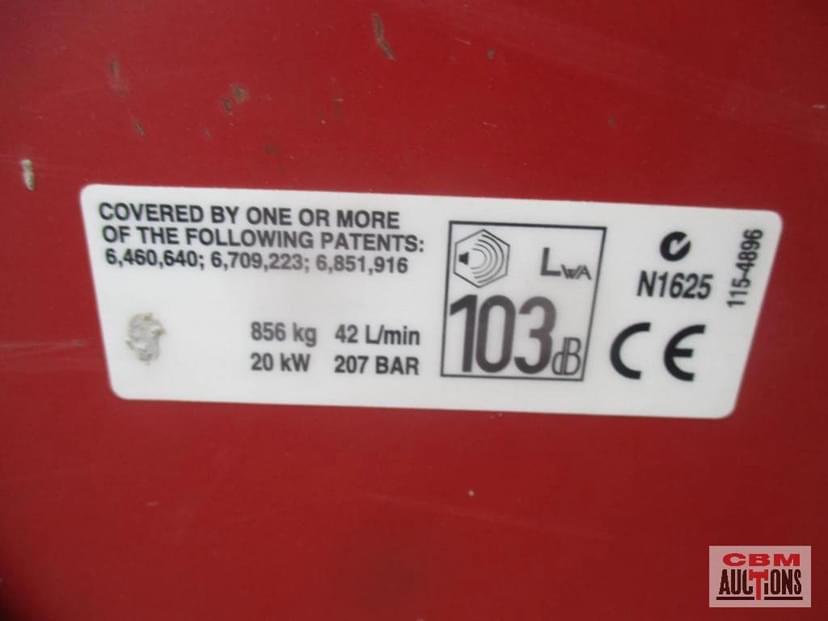 COVERED BY ONE OR MORE
OF THE FOLLOWING PATENTS:
6,460,640; 6,709,223; 6,851,916
856 kg 42 L/min
20 kW 207 BAR
LWA
103dB
N1625
CE
115-4896
CBM
AUCTIONS